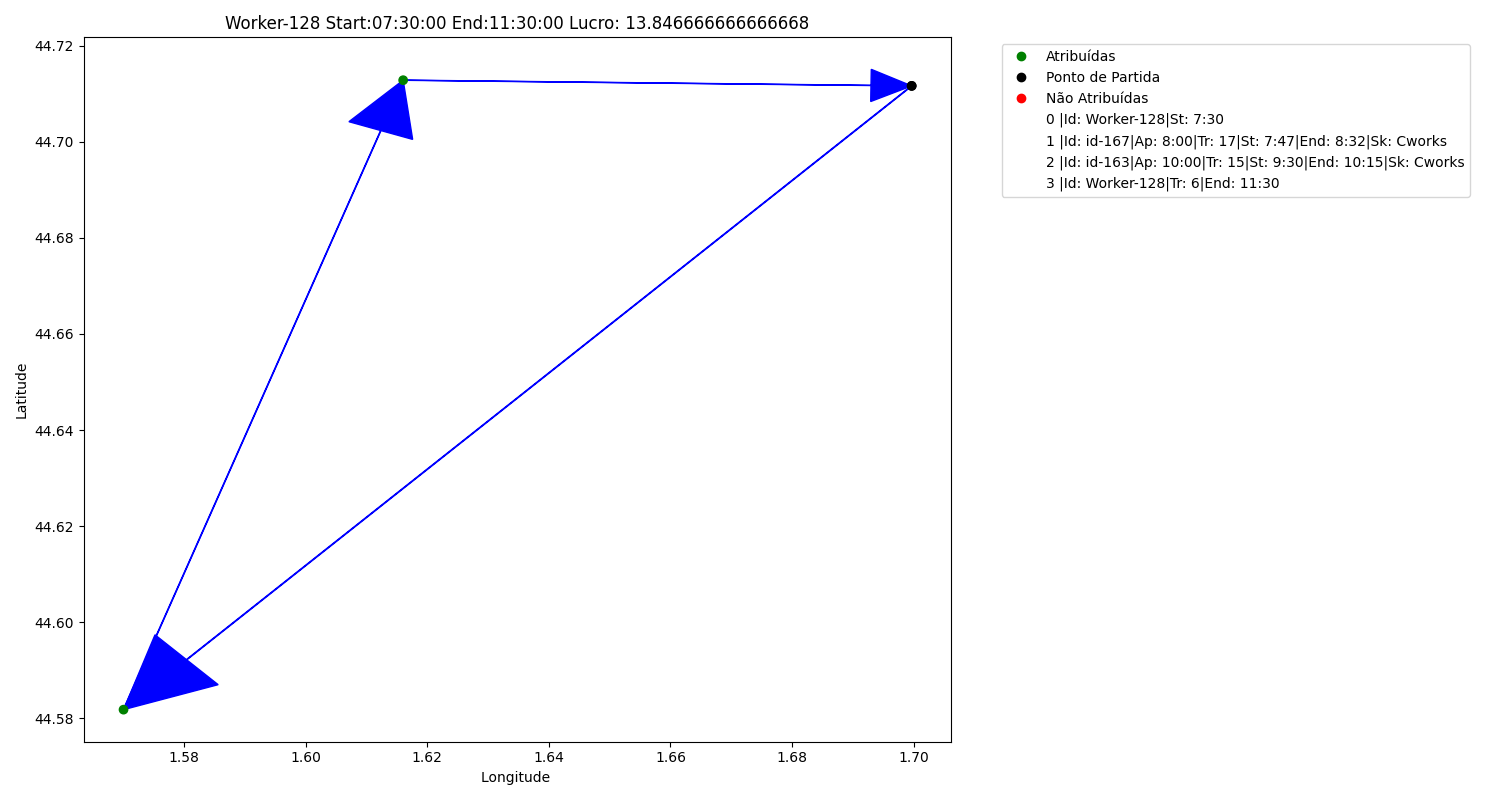 Worker-128 Start:07:30:00 End:11:30:00 Lucro: 13.846666666666668
44.72
44.70
44.68
44.66
44.64
44.62
44.60
44.58
Latitude
1.58
1.60
1.62
1.64
1.66
1.68
1.70
Longitude
Atribuídas
Ponto de Partida
Não Atribuídas
0 |Id: Worker-128|St: 7:30
1 |Id: id-167|Ap: 8:00|Tr: 17|St: 7:47|End: 8:32|Sk: Cworks
2 |Id: id-163|Ap: 10:00|Tr: 15|St: 9:30|End: 10:15|Sk: Cworks
3 |Id: Worker-128|Tr: 6|End: 11:30